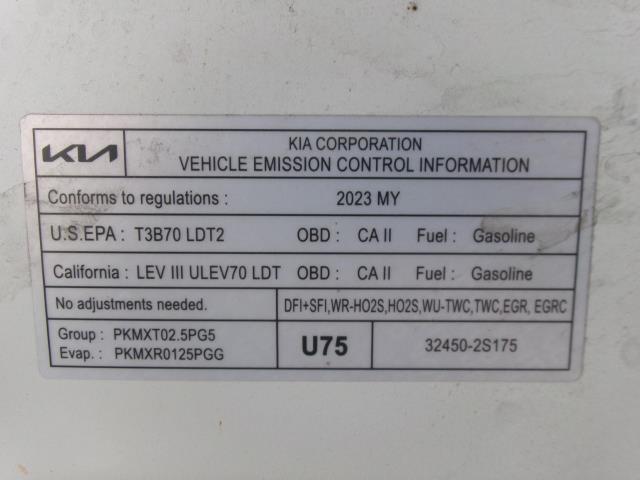 KIA
KIA CORPORATION
VEHICLE EMISSION CONTROL INFORMATION
Conforms to regulations : 2023 MY
U.S.EPA : T3B70 LDT2 OBD : CA II Fuel : Gasoline
California : LEV III ULEV70 LDT OBD : CA II Fuel : Gasoline
No adjustments needed. DFI+SFI,WR-HO2S,HO2S,WU-TWC,TWC,EGR, EGRC
Group : PKMXT02.5PG5
Evap. : PKMXR0125PGG
U75
32450-2S175